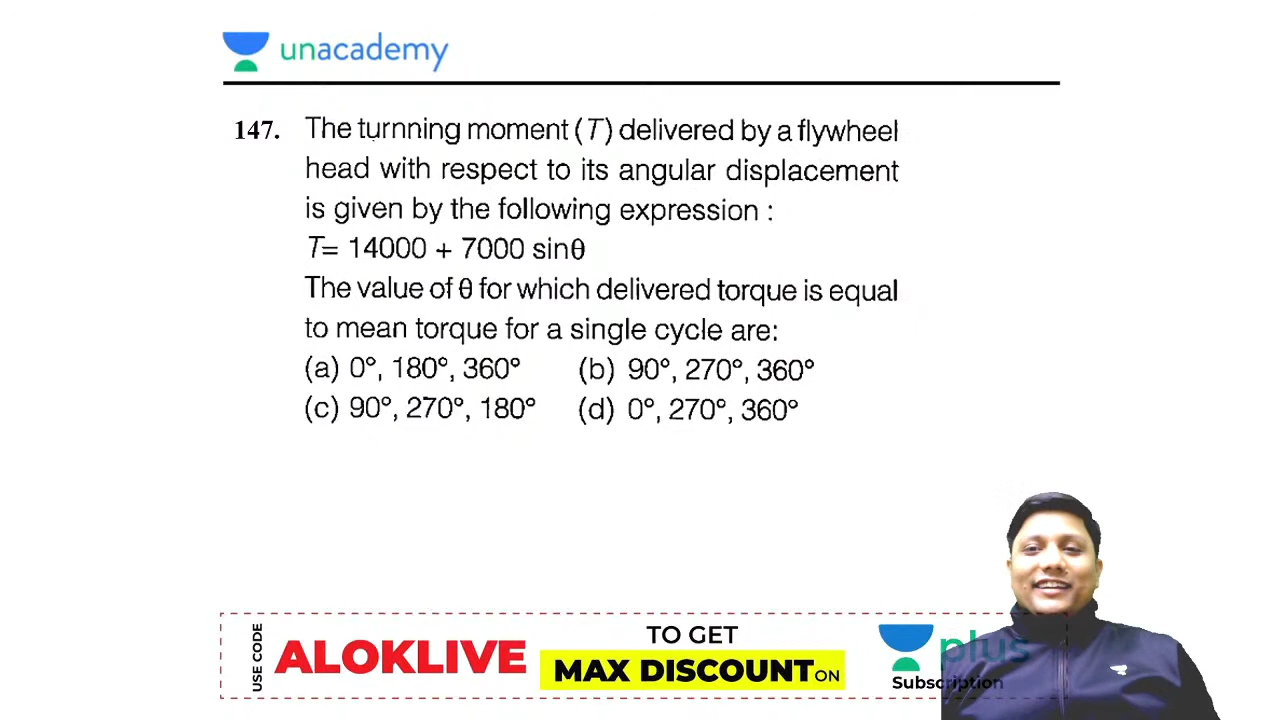 unacademy
147. The turnning moment (T) delivered by a flywheel
head with respect to its angular displacement
is given by the following expression :
T= 14000 + 7000 sinθ
The value of θ for which delivered torque is equal
to mean torque for a single cycle are:
(a) 0°, 180°, 360° (b) 90°, 270°, 360°
(c) 90°, 270°, 180° (d) 0°, 270°, 360°
USE CODE
ALOKLIVE
TO GET
MAX DISCOUNT ON
plus
Subscription